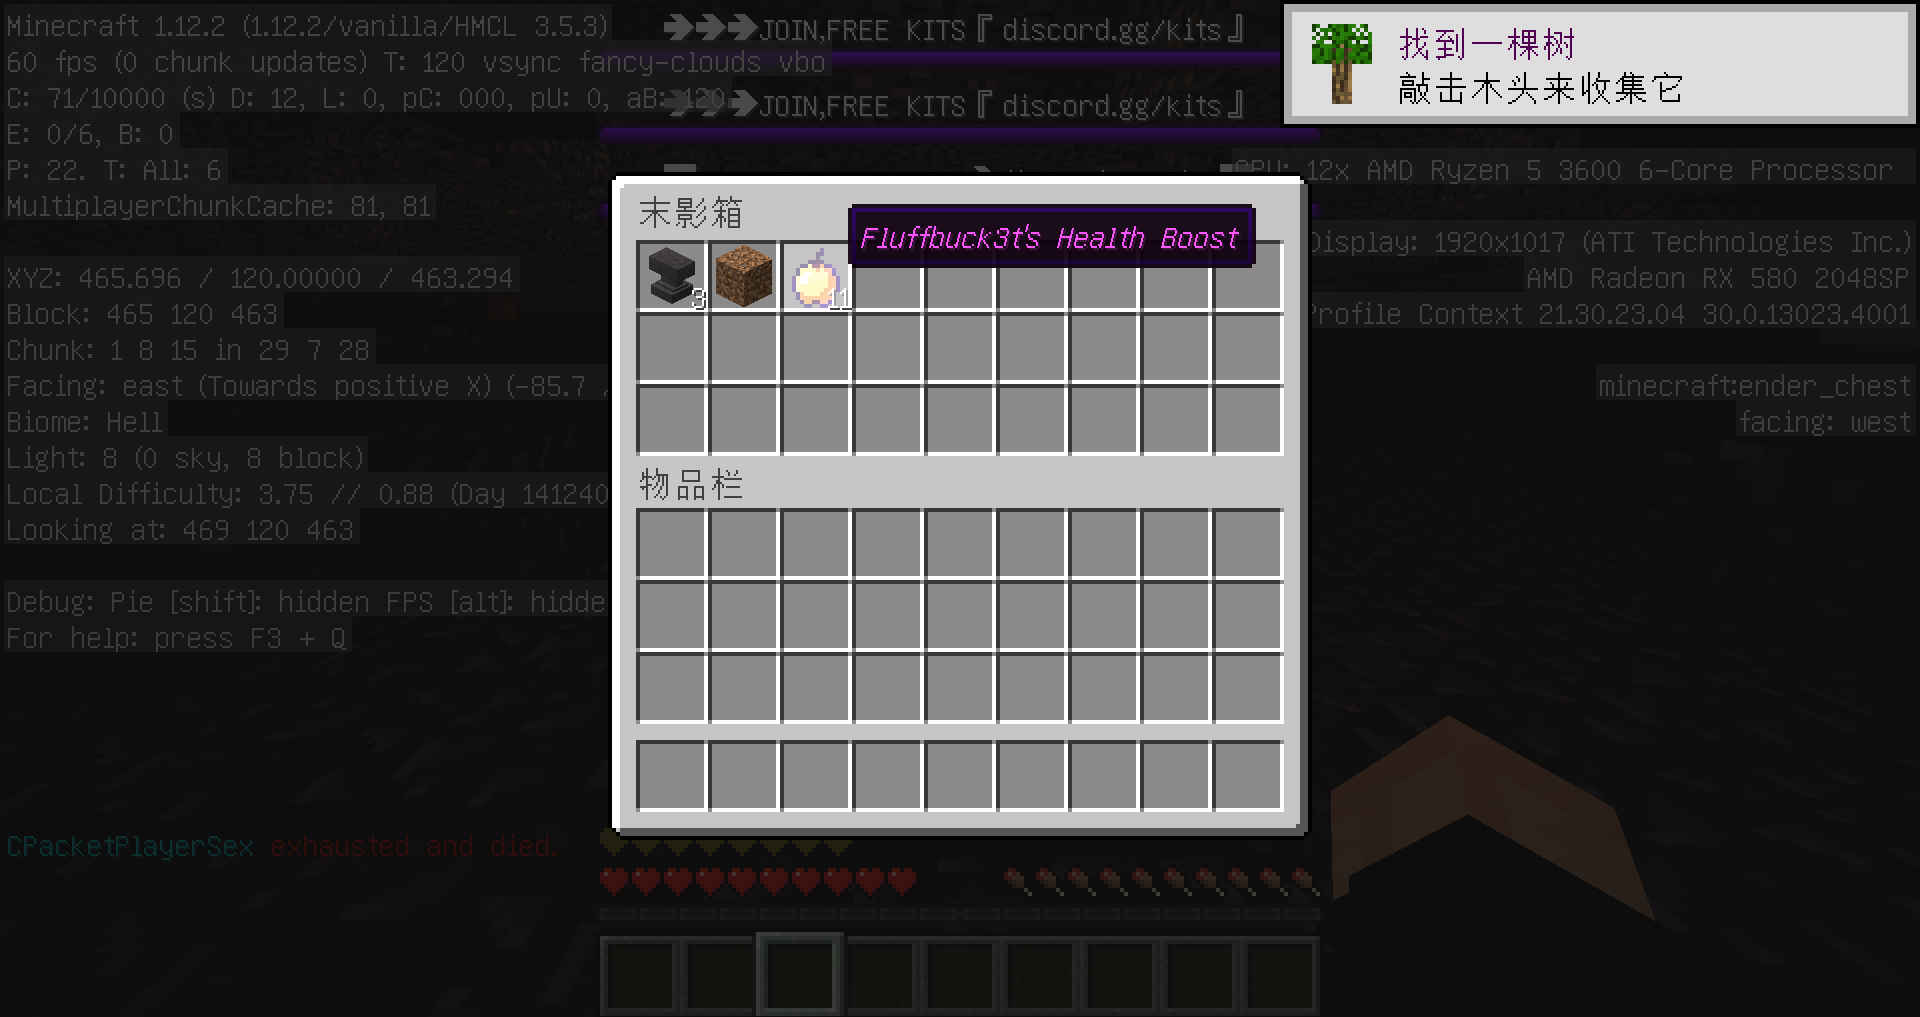 Minecraft 1.12.2 (1.12.2/vanilla/HMCL 3.5.3)
60 fps (0 chunk updates) T: 120 vsync fancy-clouds vbo
C: 71/10000 (s) D: 12, L: 0, pC: 000, pU: 0, aB: 120
E: 0/6, B: 0
P: 22. T: All: 6
MultiplayerChunkCache: 81, 81
XYZ: 465.696 / 120.00000 / 463.294
Block: 465 120 463
Chunk: 1 8 15 in 29 7 28
Facing: east (Towards positive X) (-85.7 /
Biome: Hell
Light: 8 (0 sky, 8 block)
Local Difficulty: 3.75 // 0.88 (Day 141240
Looking at: 469 120 463
Debug: Pie [shift]: hidden FPS [alt]: hidde
For help: press F3 + Q
CPacketPlayerSex exhausted and died.
➔➔➔JOIN,FREE KITS『discord.gg/kits』
➔➔➔JOIN,FREE KITS『discord.gg/kits』
找到一棵树
敲击木头来收集它
CPU: 12x AMD Ryzen 5 3600 6-Core Processor
Display: 1920x1017 (ATI Technologies Inc.)
AMD Radeon RX 580 2048SP
Profile Context 21.30.23.04 30.0.13023.4001
minecraft:ender_chest
facing: west
末影箱
Fluffbuck3t's Health Boost
3
11
物品栏